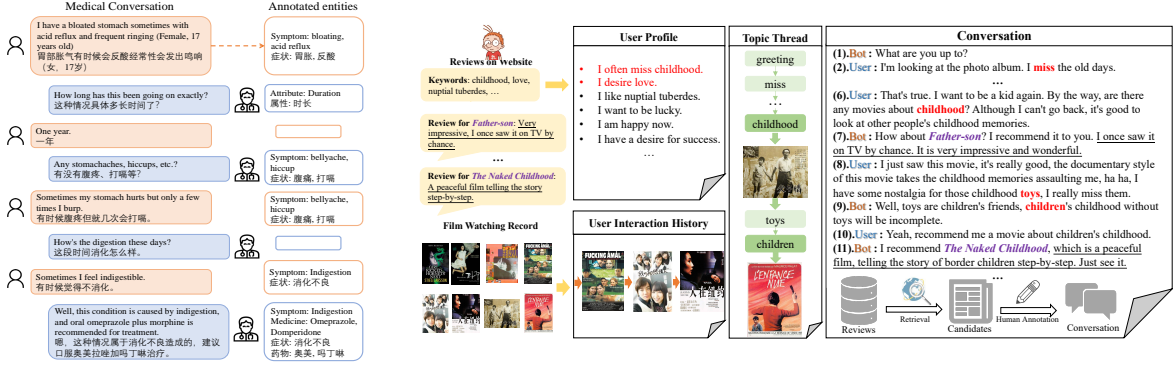 Medical Conversation
Annotated entities
I have a bloated stomach sometimes with
acid reflux and frequent ringing (Female, 17
years old)
胃部胀气有时候会反酸经常性会发出鸣响
（女，17岁）
Symptom: bloating,
acid reflux
症状: 胃胀, 反酸
How long has this been going on exactly?
这种情况具体多长时间了？
Attribute: Duration
属性: 时长
One year.
一年
Any stomachaches, hiccups, etc.?
有没有腹疼、打嗝等?
Symptom: bellyache,
hiccup
症状: 腹痛, 打嗝
Sometimes my stomach hurts but only a few
times I burp.
有时候腹疼但就几次会打嗝。
Symptom: bellyache,
hiccup
症状: 腹痛, 打嗝
How's the digestion these days?
这段时间消化怎么样。
Sometimes I feel indigestible.
有时候觉得不消化。
Symptom: Indigestion
症状: 消化不良
Well, this condition is caused by indigestion,
and oral omeprazole plus morphine is
recommended for treatment.
嗯、这种情属于消化不良造成的、建议
口服奥美拉唑加吗丁啉治疗。
Symptom: Indigestion
Medicine: Omeprazole,
Domperidone
症状: 消化不良
药物: 奥美, 吗丁啉
Reviews on Website
Keywords: childhood, love,
nuptial tuberdes, …
Review for Father-son: Very
impressive, I once saw it on TV by
chance.
…
Review for The Naked Childhood:
A peaceful film telling the story
step-by-step.
Film Watching Record
User Profile
• I often miss childhood.
• I desire love.
• I like nuptial tuberdes.
• I want to be lucky.
• I am happy now.
• I have a desire for success.
…
User Interaction History
FUCKING ÅMÅL
FUCKING ÅMÅL
Topic Thread
greeting
miss
…
childhood
toys
children
L'ENFANCE
NUE
Conversation
(1).Bot : What are you up to?
(2).User : I'm looking at the photo album. I miss the old days.
…
(6).User : That's true. I want to be a kid again. By the way, are there
any movies about childhood? Although I can't go back, it's good to
look at other people's childhood memories.
(7).Bot : How about Father-son? I recommend it to you. I once saw it
on TV by chance. It is very impressive and wonderful.
(8).User : I just saw this movie, it's really good, the documentary style
of this movie takes the childhood memories assaulting me, ha ha, I
have some nostalgia for those childhood toys, I really miss them.
(9).Bot : Well, toys are children's friends, children's childhood without
toys will be incomplete.
(10).User : Yeah, recommend me a movie about children's childhood.
(11).Bot : I recommend The Naked Childhood, which is a peaceful
film, telling the story of border children step-by-step. Just see it.
…
Reviews
Retrieval
Candidates
Human Annotation
Conversation